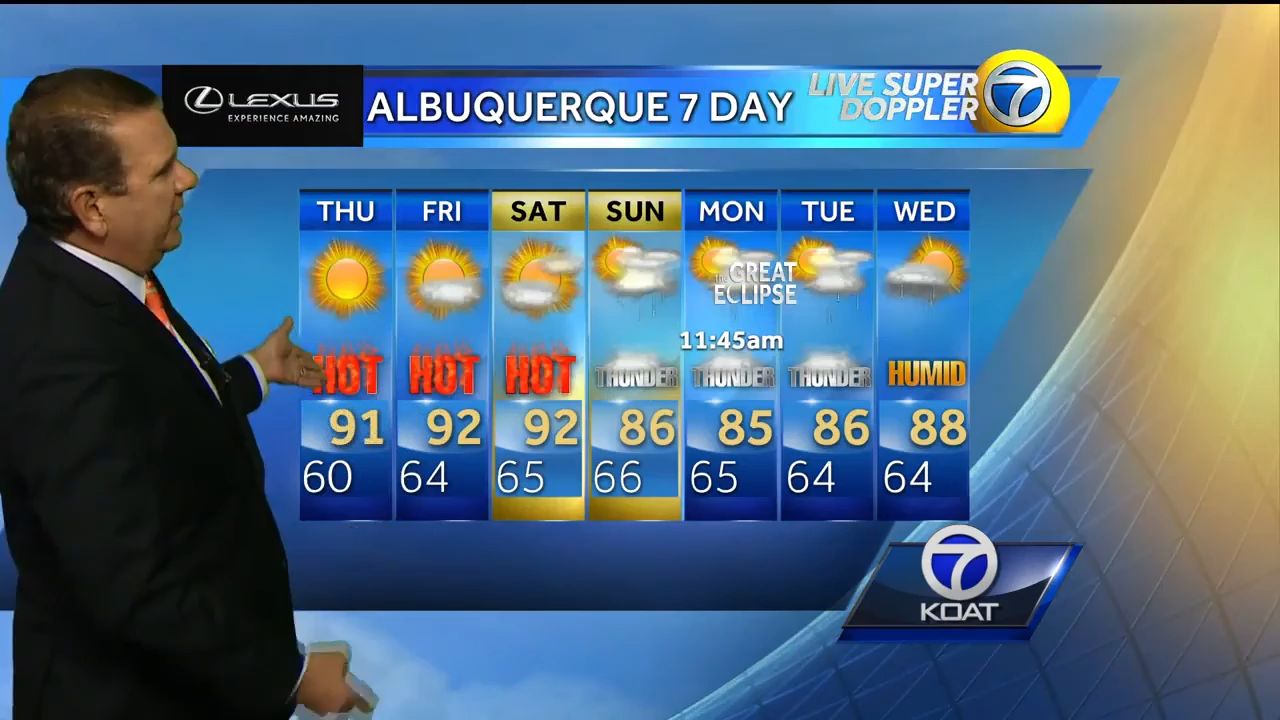 LEXUS
EXPERIENCE AMAZING
ALBUQUERQUE 7 DAY
LIVE SUPER
DOPPLER
7
THU FRI SAT SUN MON TUE WED
the GREAT
ECLIPSE
11:45am
HOT HOT HOT THUNDER THUNDER THUNDER HUMID
91 92 92 86 85 86 88
60 64 65 66 65 64 64
7
KOAT